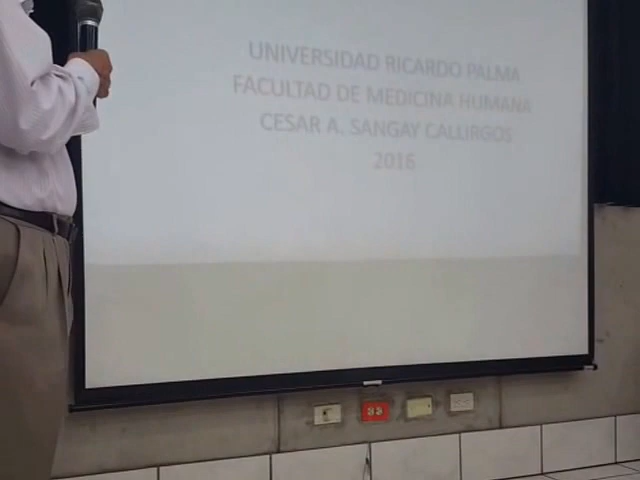 UNIVERSIDAD RICARDO PALMA
FACULTAD DE MEDICINA HUMANA
CESAR A. SANGAY CALLIRGOS
2016